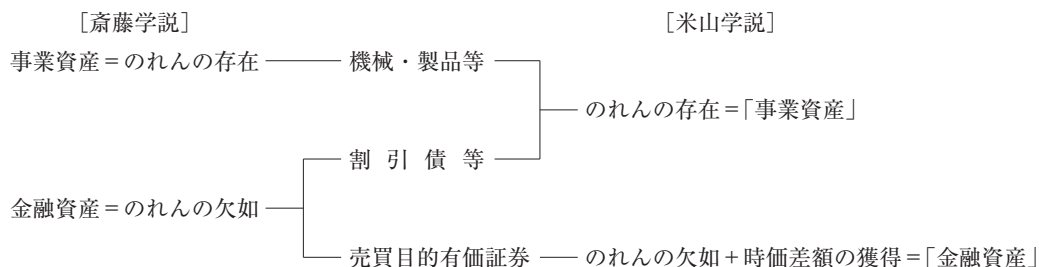 ［斎藤学説］ ［米山学説］
事業資産＝のれんの存在 機械・製品等
のれんの存在＝「事業資産」
割引債等
金融資産＝のれんの欠如
売買目的有価証券 のれんの欠如＋時価差額の獲得＝「金融資産」